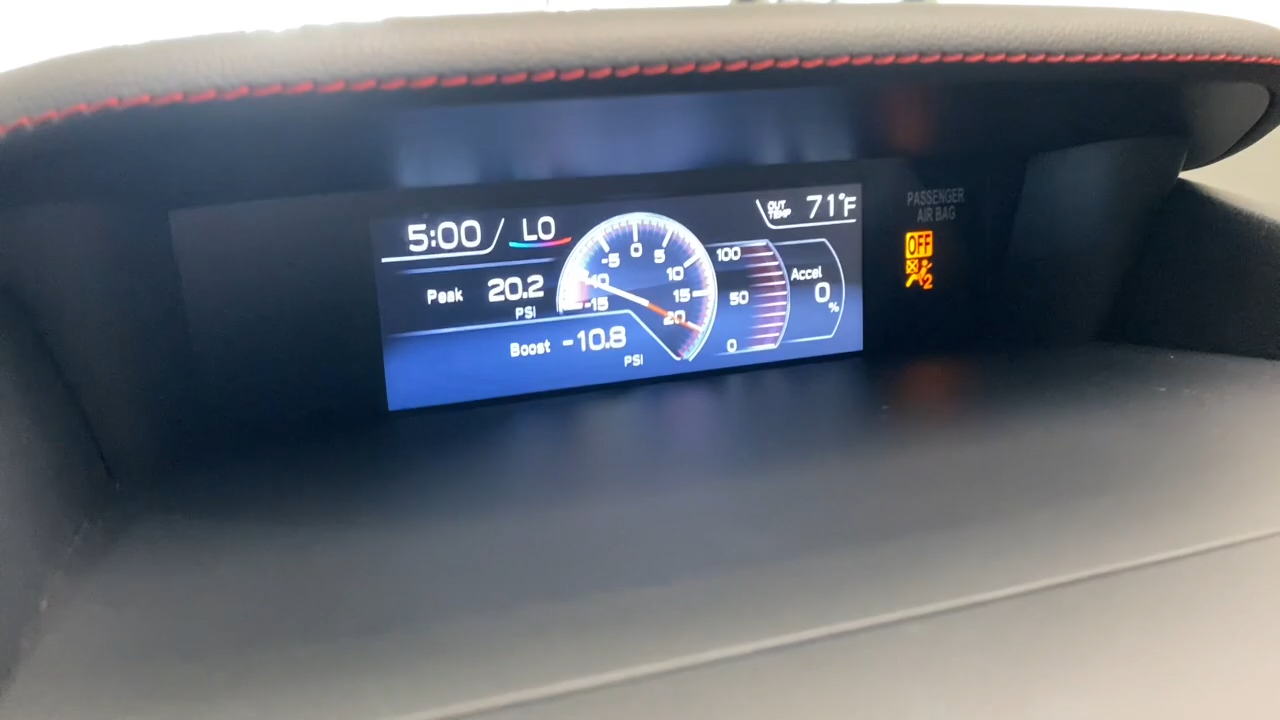 5:00 LO
OUT TEMP 71°F
Peak 20.2 PSI
-15 -10 -5 0 5 10 15 20
Boost -10.8 PSI
100
50
0
Accel
0 %
PASSENGER
AIR BAG
OFF
2